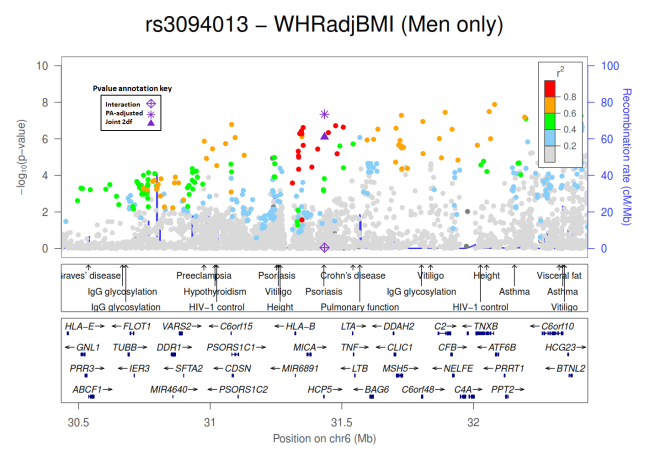 rs3094013 − WHRadjBMI (Men only)
10
8
6
4
2
0
−log10(p−value)
100
80
60
40
20
0
Recombination rate (cM/Mb)
Pvalue annotation key
Interaction
PA-adjusted
Joint 2df
r2
0.8
0.6
0.4
0.2
Graves' disease Preeclampsia Psoriasis Crohn's disease Vitiligo Height Visceral fat
IgG glycosylation Hypothyroidism Vitiligo Psoriasis IgG glycosylation Asthma Asthma
IgG glycosylation HIV−1 control Height Pulmonary function HIV−1 control Vitiligo
HLA−E→ ←FLOT1 VARS2→ ←C6orf15 ←HLA−B LTA→ ←DDAH2 C2→ ←TNXB C6orf10→
←GNL1 TUBB→ DDR1→ PSORS1C1→ MICA→ TNF→ ←CLIC1 CFB→ ←ATF6B HCG23→
PRR3→ ←IER3 ←SFTA2 ←CDSN ←MIR6891 ←LTB MSH5→ ←NELFE ←PRRT1 ←BTNL2
ABCF1→ MIR4640→ ←PSORS1C2 HCP5→ ←BAG6 ←C6orf48 C4A→ PPT2→
30.5 31 31.5 32
Position on chr6 (Mb)